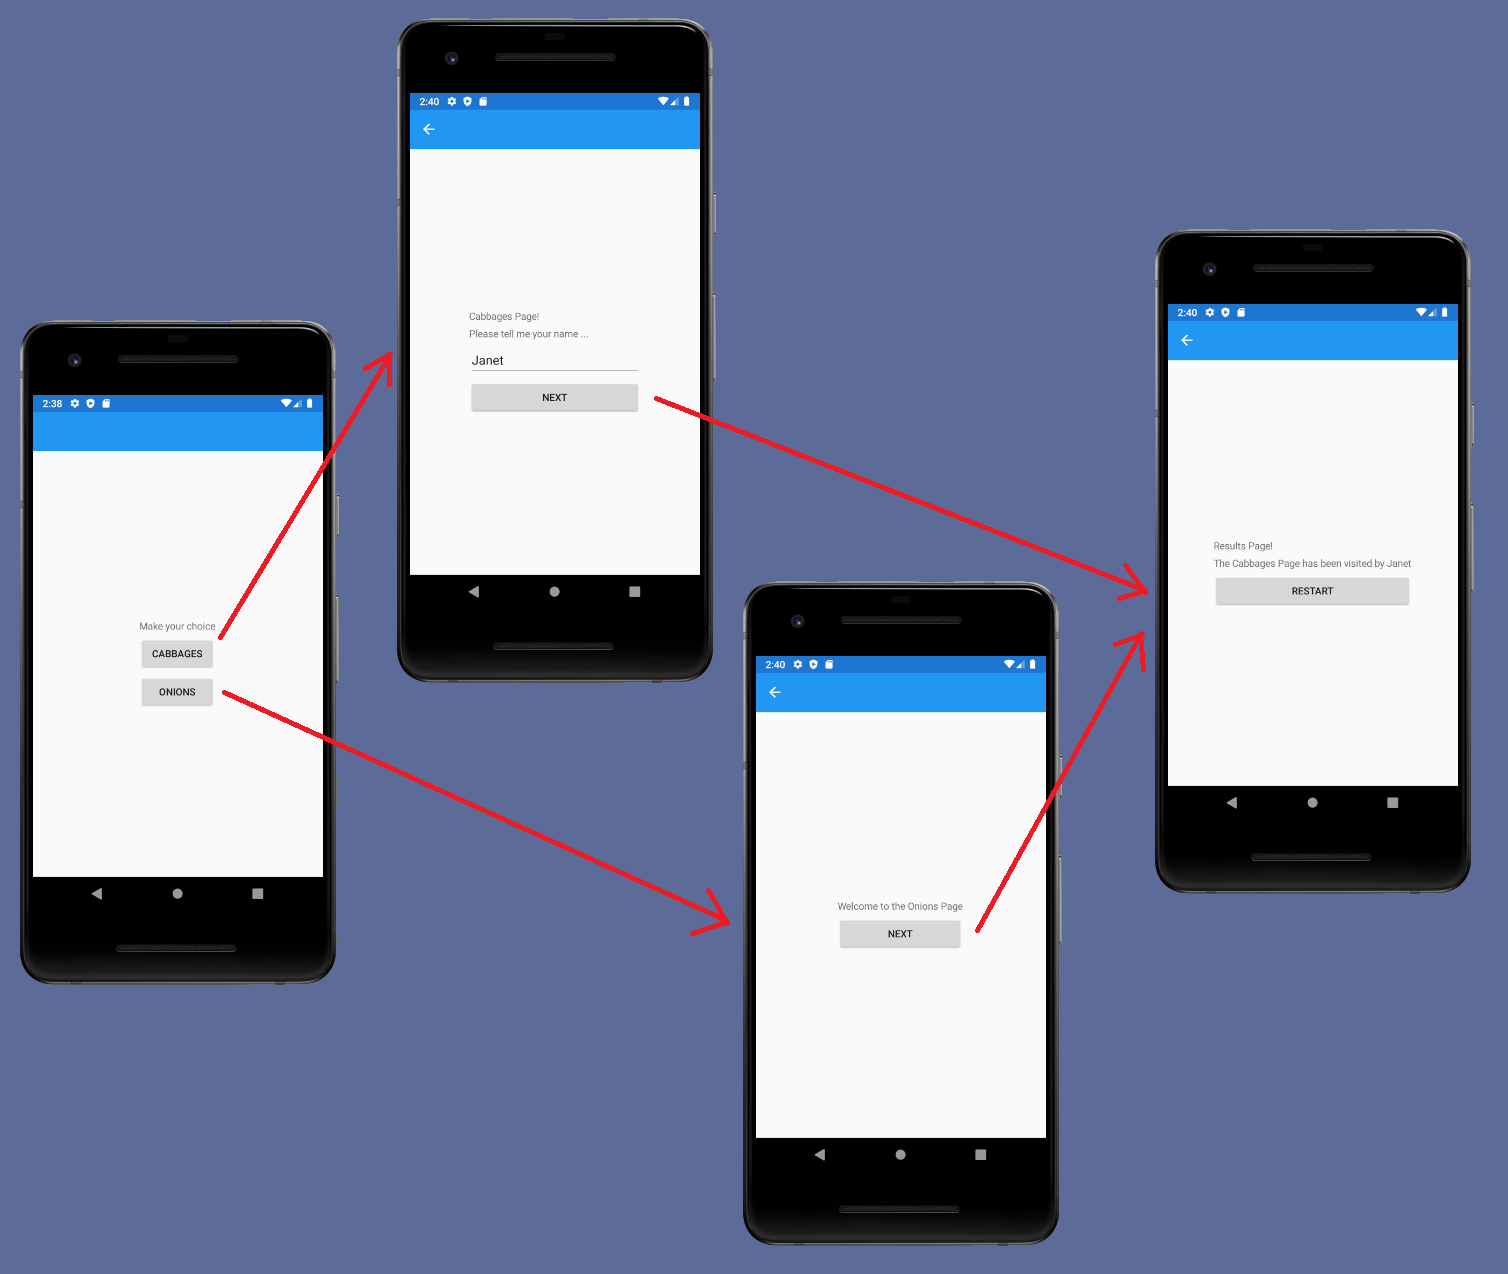 2:38
Make your choice
CABBAGES
ONIONS
2:40
Cabbages Page!
Please tell me your name ...
Janet
NEXT
2:40
Welcome to the Onions Page
NEXT
2:40
Results Page!
The Cabbages Page has been visited by Janet
RESTART